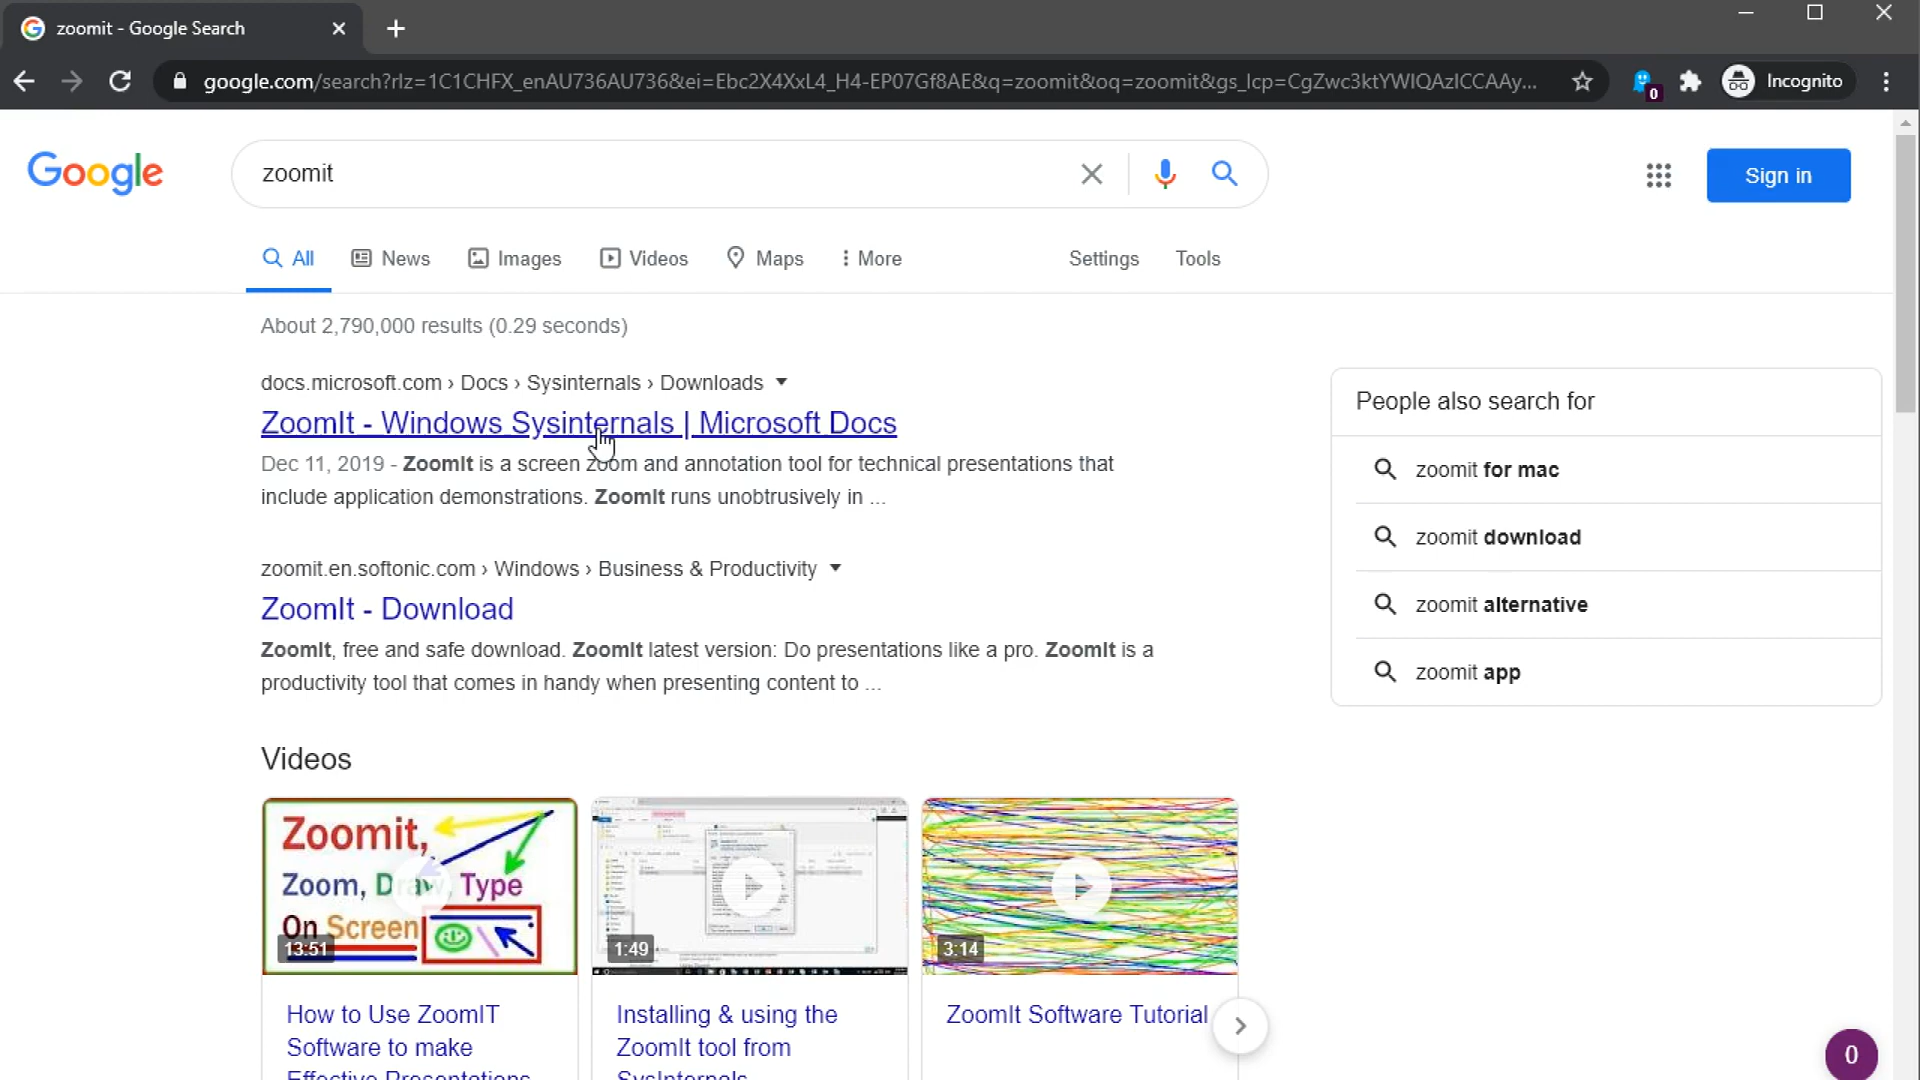 zoomit - Google Search
google.com/search?rlz=1C1CHFX_enAU736AU736&ei=Ebc2X4XxL4_H4-EP07Gf8AE&q=zoomit&oq=zoomit&gs_lcp=CgZwc3ktYWIQAzICCAAy...
0
Incognito
Google
zoomit
Sign in
All
News
Images
Videos
Maps
More
Settings
Tools
About 2,790,000 results (0.29 seconds)
docs.microsoft.com › Docs › Sysinternals › Downloads
ZoomIt - Windows Sysinternals | Microsoft Docs
Dec 11, 2019 - ZoomIt is a screen zoom and annotation tool for technical presentations that
include application demonstrations. ZoomIt runs unobtrusively in ...
zoomit.en.softonic.com › Windows › Business & Productivity
ZoomIt - Download
ZoomIt, free and safe download. ZoomIt latest version: Do presentations like a pro. ZoomIt is a
productivity tool that comes in handy when presenting content to ...
People also search for
zoomit for mac
zoomit download
zoomit alternative
zoomit app
Videos
Zoomit,
Zoom, Draw, Type
On Screen
13:51
1:49
3:14
How to Use ZoomIT
Software to make
Effective Presentations
Installing & using the
ZoomIt tool from
SysInternals
ZoomIt Software Tutorial
0